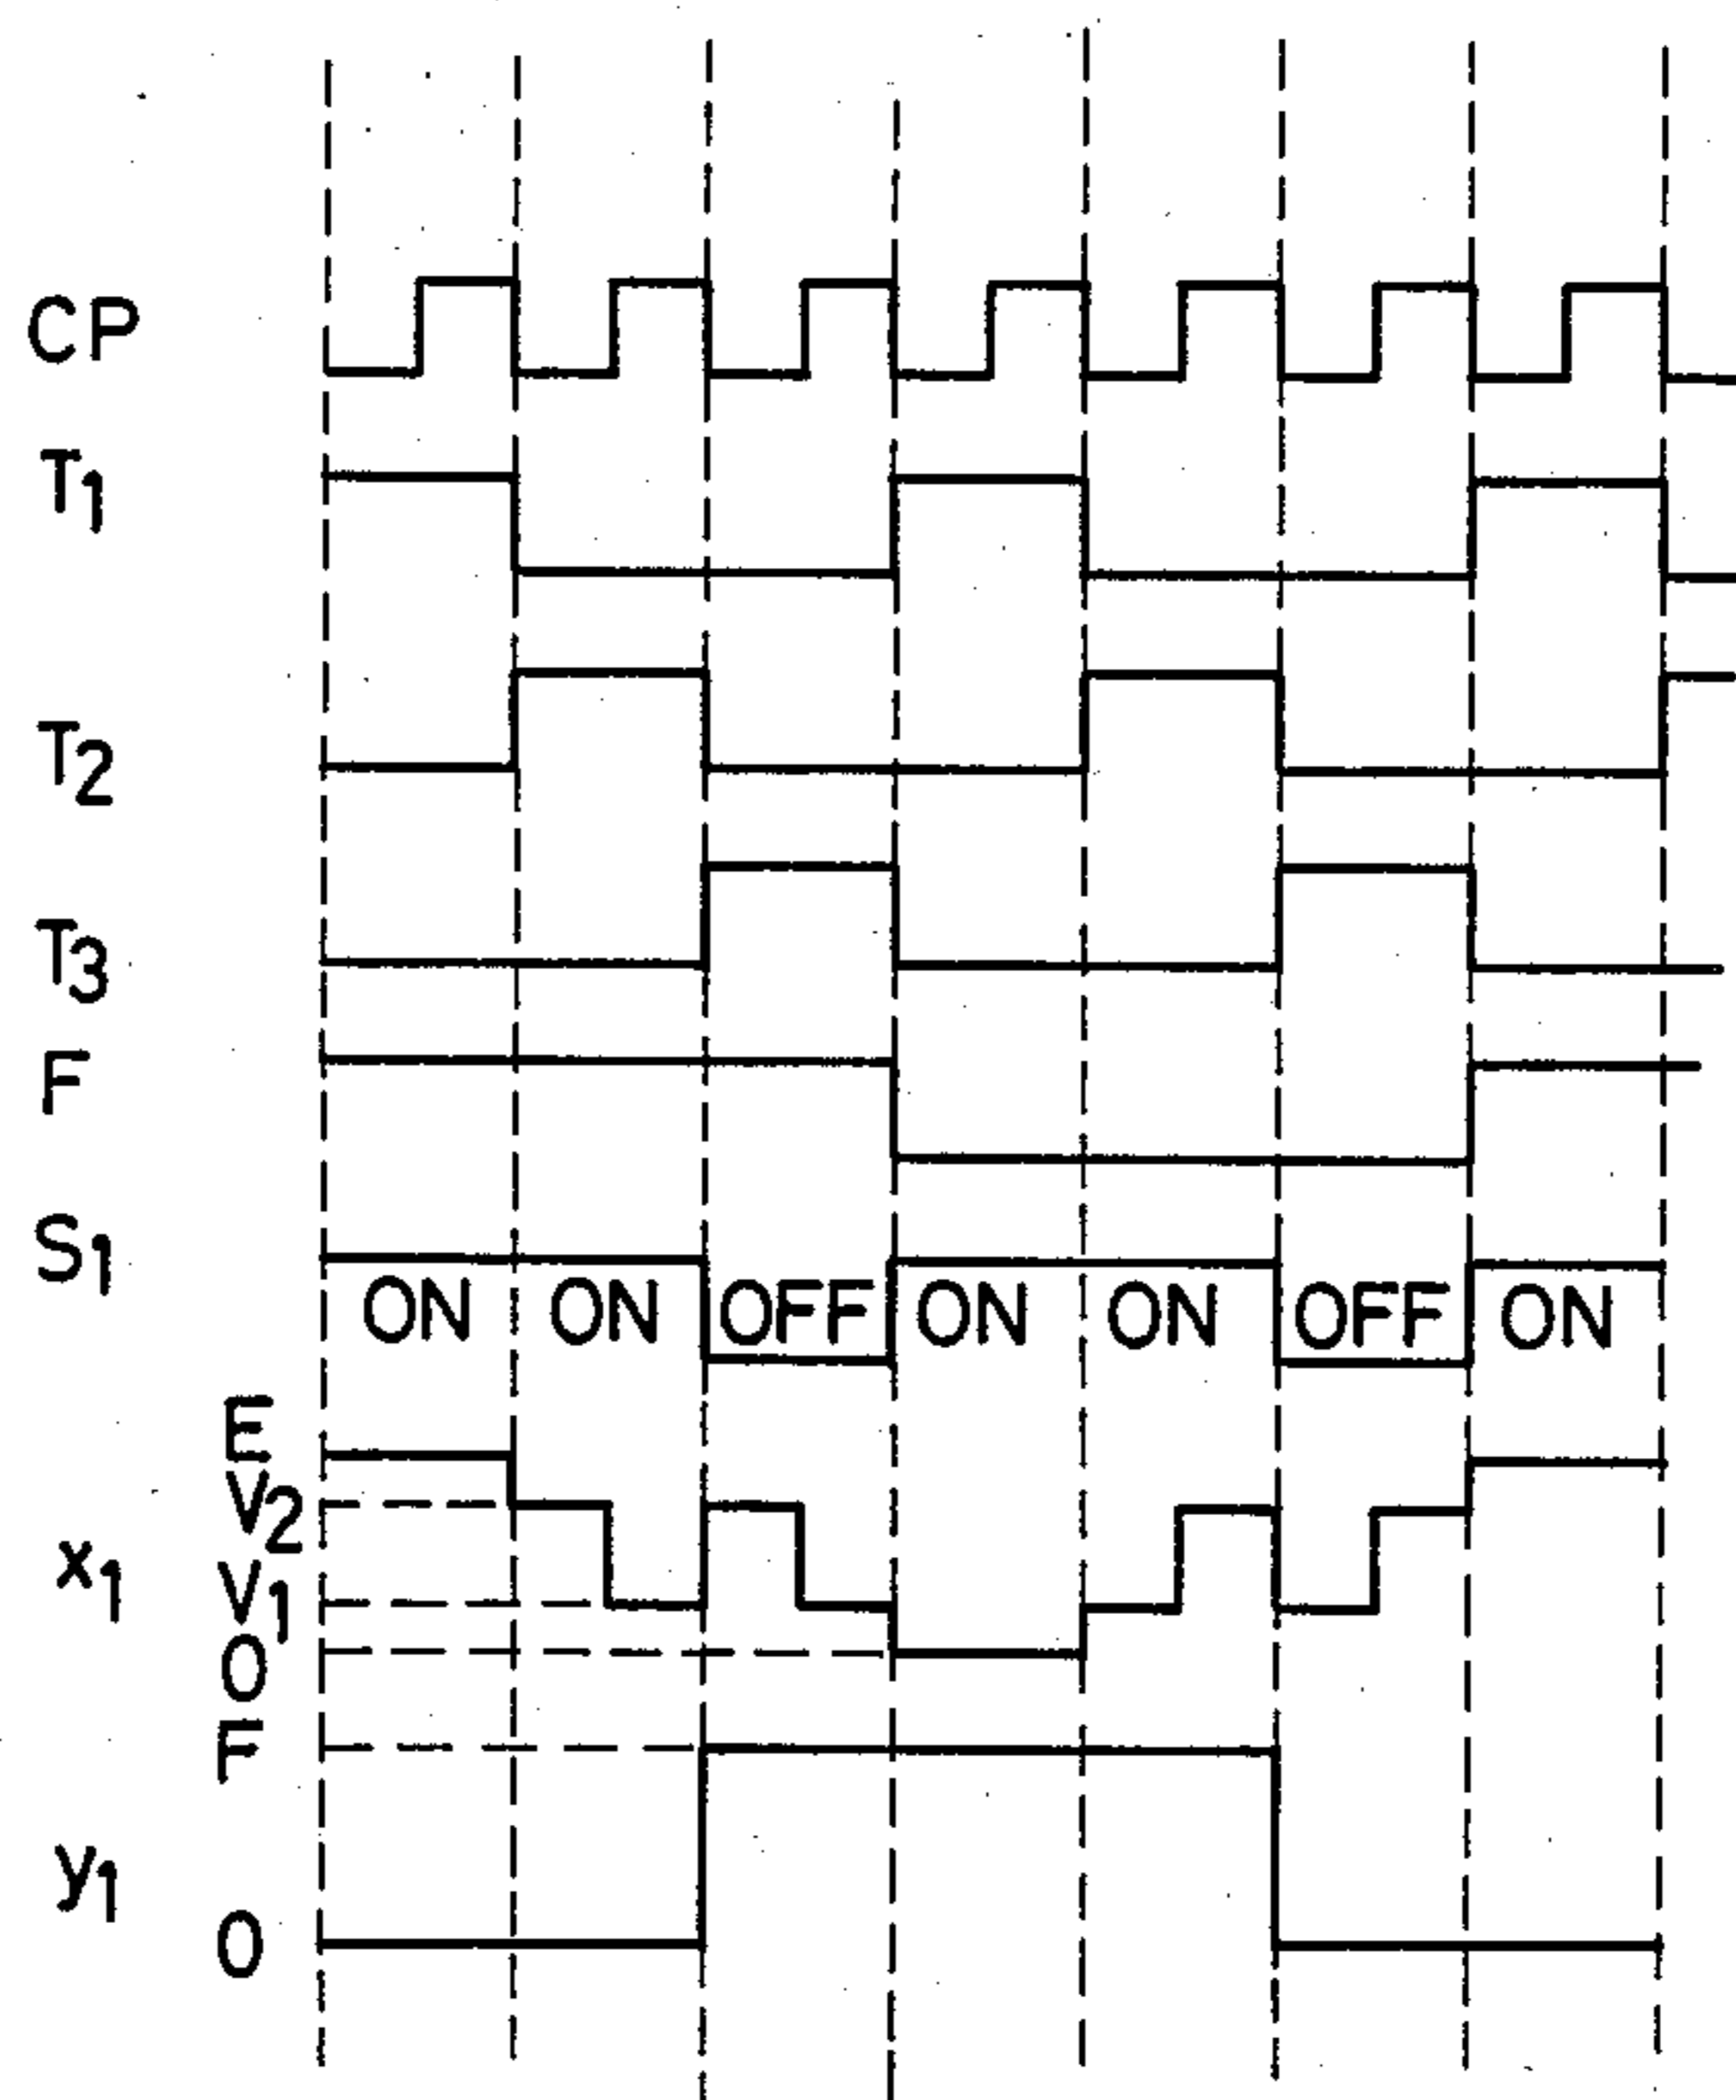 CP
T1
T2
T3
F
S1
ON ON OFF ON ON OFF ON
E
V2
x1
V1
O
F
y1
O